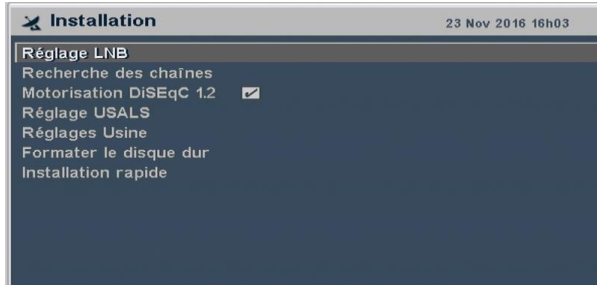 Installation 23 Nov 2016 16h03
Réglage LNB
Recherche des chaînes
Motorisation DiSEqC 1.2
Réglage USALS
Réglages Usine
Formater le disque dur
Installation rapide